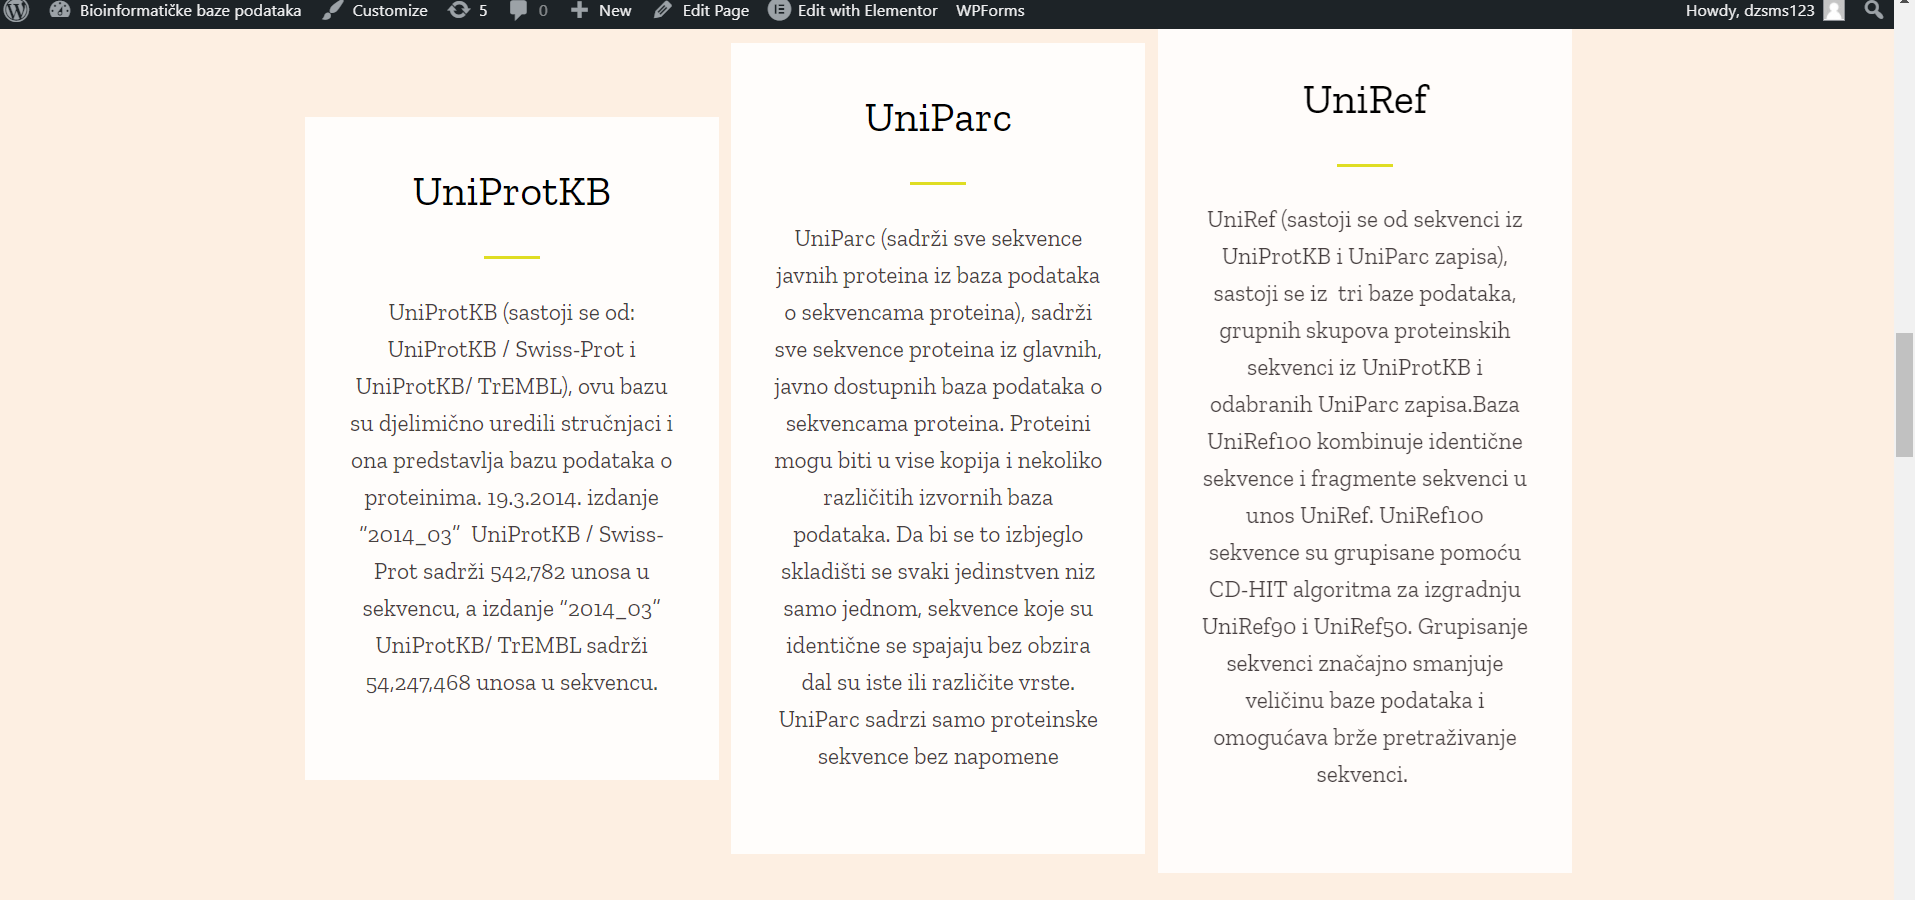 Bioinformatičke baze podataka Customize 5 0 New Edit Page Edit with Elementor WPForms Howdy, dzsms123
UniProtKB
UniProtKB (sastoji se od:
UniProtKB / Swiss-Prot i
UniProtKB/ TrEMBL), ovu bazu
su djelimično uredili stručnjaci i
ona predstavlja bazu podataka o
proteinima. 19.3.2014. izdanje
“2014_03”  UniProtKB / Swiss-
Prot sadrži 542,782 unosa u
sekvencu, a izdanje “2014_03”
UniProtKB/ TrEMBL sadrži
54,247,468 unosa u sekvencu.
UniParc
UniParc (sadrži sve sekvence
javnih proteina iz baza podataka
o sekvencama proteina), sadrži
sve sekvence proteina iz glavnih,
javno dostupnih baza podataka o
sekvencama proteina. Proteini
mogu biti u vise kopija i nekoliko
različitih izvornih baza
podataka. Da bi se to izbjeglo
skladišti se svaki jedinstven niz
samo jednom, sekvence koje su
identične se spajaju bez obzira
dal su iste ili različite vrste.
UniParc sadrzi samo proteinske
sekvence bez napomene
UniRef
UniRef (sastoji se od sekvenci iz
UniProtKB i UniParc zapisa),
sastoji se iz  tri baze podataka,
grupnih skupova proteinskih
sekvenci iz UniProtKB i
odabranih UniParc zapisa.Baza
UniRef100 kombinuje identične
sekvence i fragmente sekvenci u
unos UniRef. UniRef100
sekvence su grupisane pomoću
CD-HIT algoritma za izgradnju
UniRef90 i UniRef50. Grupisanje
sekvenci značajno smanjuje
veličinu baze podataka i
omogućava brže pretraživanje
sekvenci.